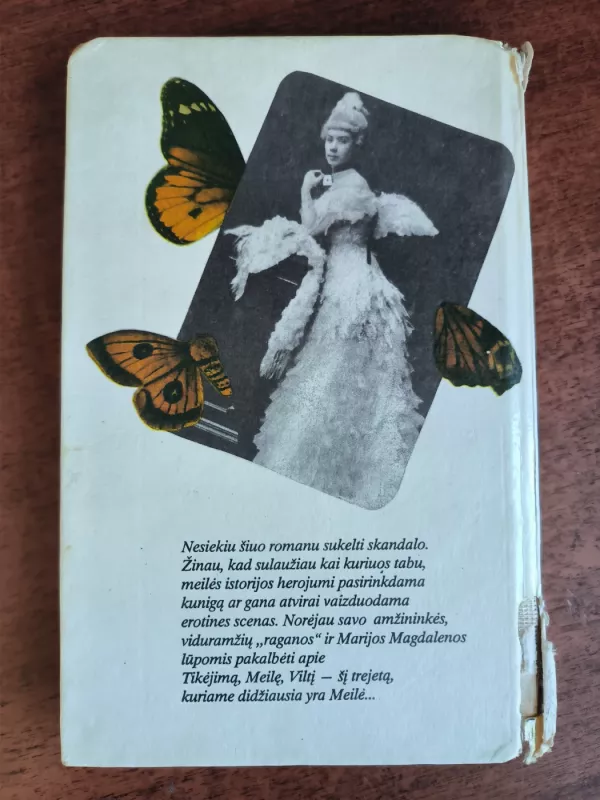 Nesiekiu šiuo romanu sukelti skandalo.
Žinau, kad sulaužiau kai kuriuos tabu,
meilės istorijos herojumi pasirinkdama
kunigą ar gana atvirai vaizduodama
erotines scenas. Norėjau savo amžininkės,
viduramžių „raganos“ ir Marijos Magdalenos
lūpomis pakalbėti apie
Tikėjimą, Meilę, Viltį — šį trejetą,
kuriame didžiausia yra Meilė...